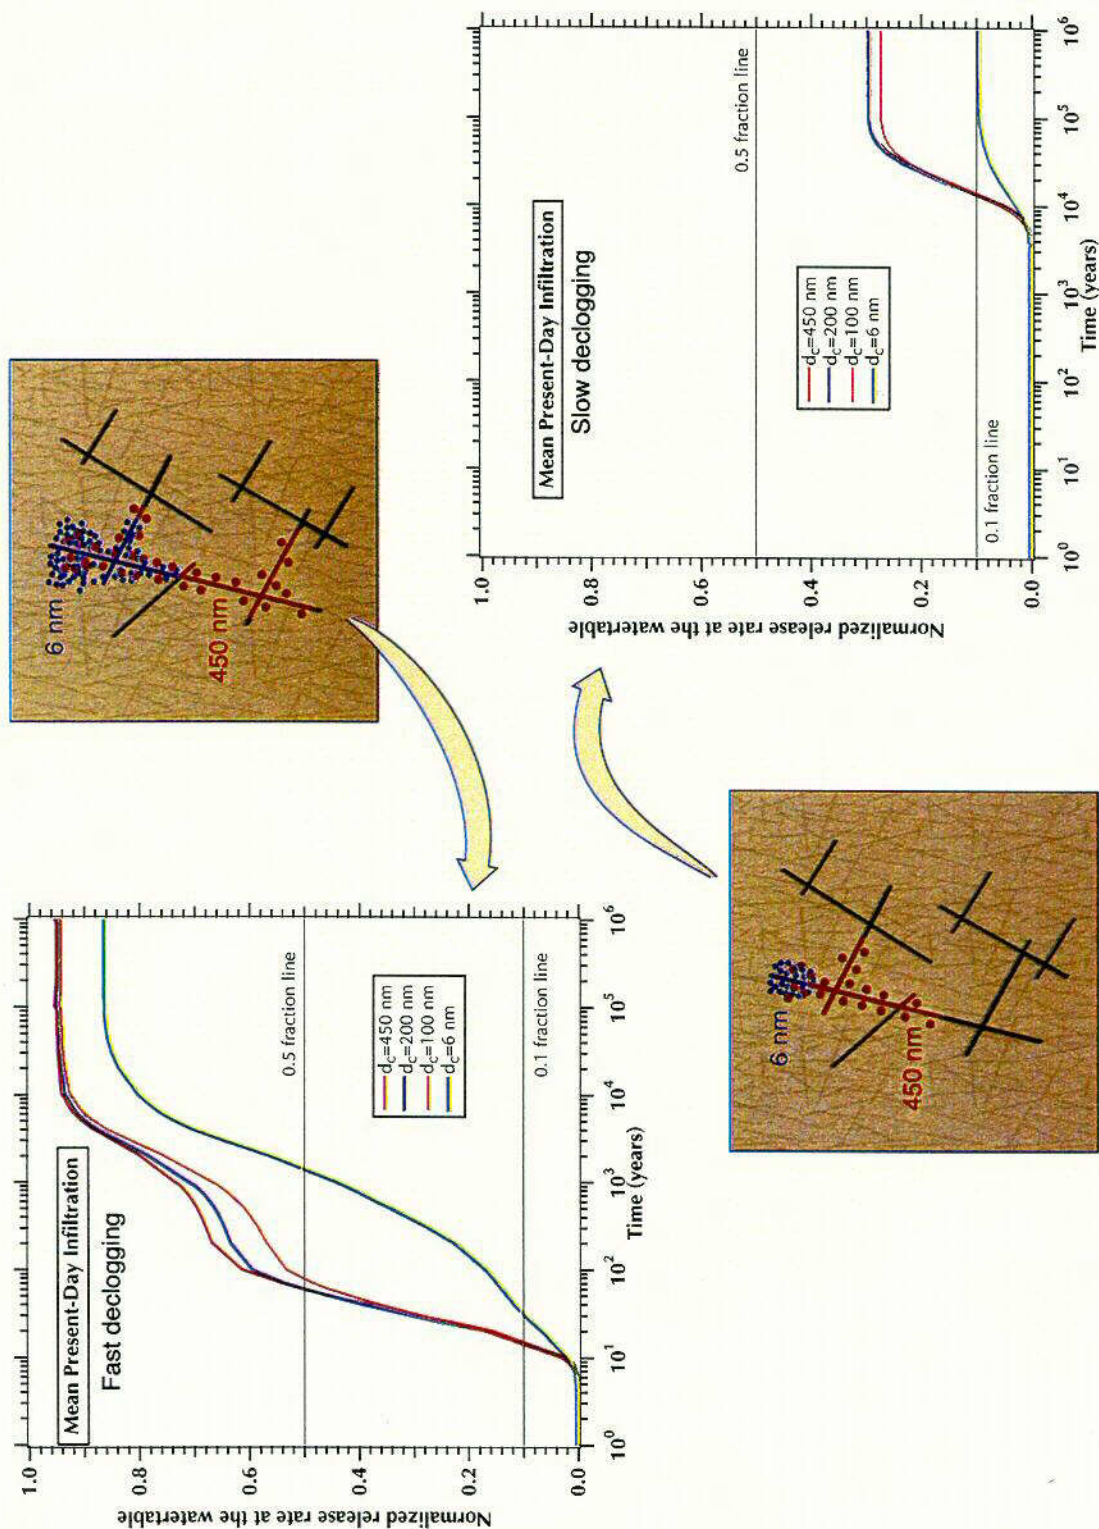 Mean Present-Day Infiltration
Fast declogging
Normalized release rate at the watertable
1.0
0.8
0.6
0.4
0.2
0.0
0.5 fraction line
0.1 fraction line
dc=450 nm
dc=200 nm
dc=100 nm
dc=6 nm
10⁰ 10¹ 10² 10³ 10⁴ 10⁵ 10⁶
Time (years)
6 nm
450 nm
6 nm
450 nm
Mean Present-Day Infiltration
Slow declogging
Normalized release rate at the watertable
1.0
0.8
0.6
0.4
0.2
0.0
0.5 fraction line
0.1 fraction line
dc=450 nm
dc=200 nm
dc=100 nm
dc=6 nm
10⁰ 10¹ 10² 10³ 10⁴ 10⁵ 10⁶
Time (years)